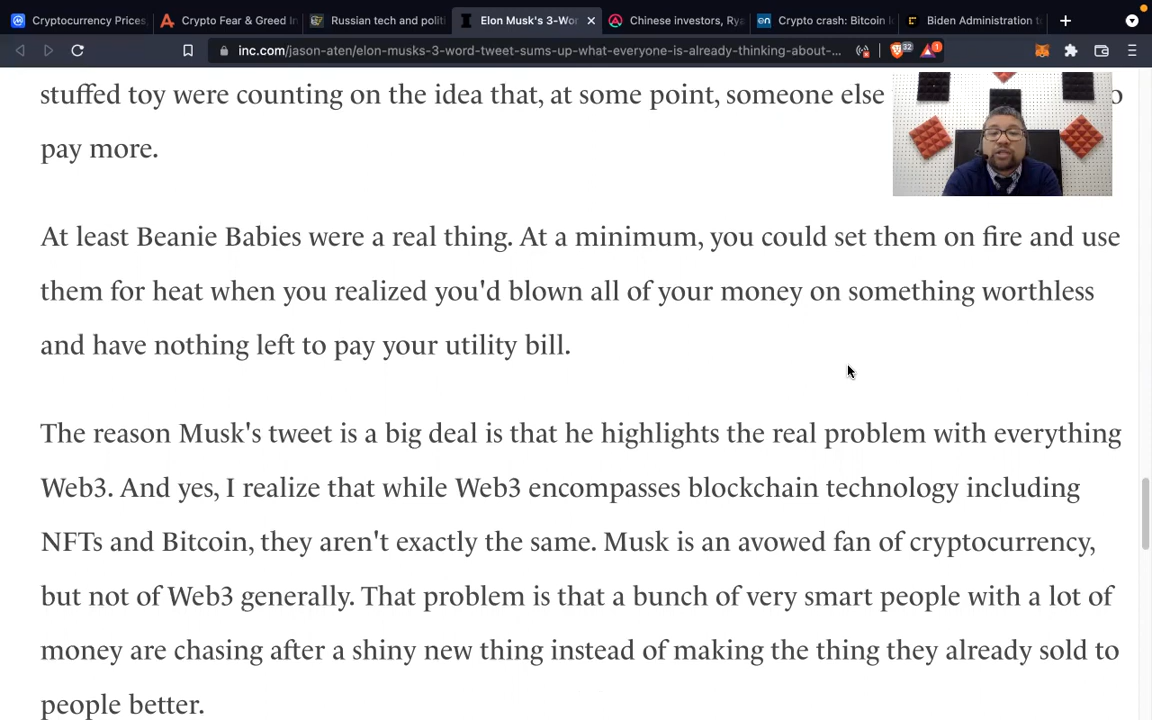 Cryptocurrency Prices,
Crypto Fear & Greed In
Russian tech and politi
Elon Musk's 3-Wor
Chinese investors, Rya
Crypto crash: Bitcoin l
Biden Administration t
inc.com/jason-aten/elon-musks-3-word-tweet-sums-up-what-everyone-is-already-thinking-about-...
32
1
stuffed toy were counting on the idea that, at some point, someone else
o
pay more.
At least Beanie Babies were a real thing. At a minimum, you could set them on fire and use
them for heat when you realized you'd blown all of your money on something worthless
and have nothing left to pay your utility bill.
The reason Musk's tweet is a big deal is that he highlights the real problem with everything
Web3. And yes, I realize that while Web3 encompasses blockchain technology including
NFTs and Bitcoin, they aren't exactly the same. Musk is an avowed fan of cryptocurrency,
but not of Web3 generally. That problem is that a bunch of very smart people with a lot of
money are chasing after a shiny new thing instead of making the thing they already sold to
people better.